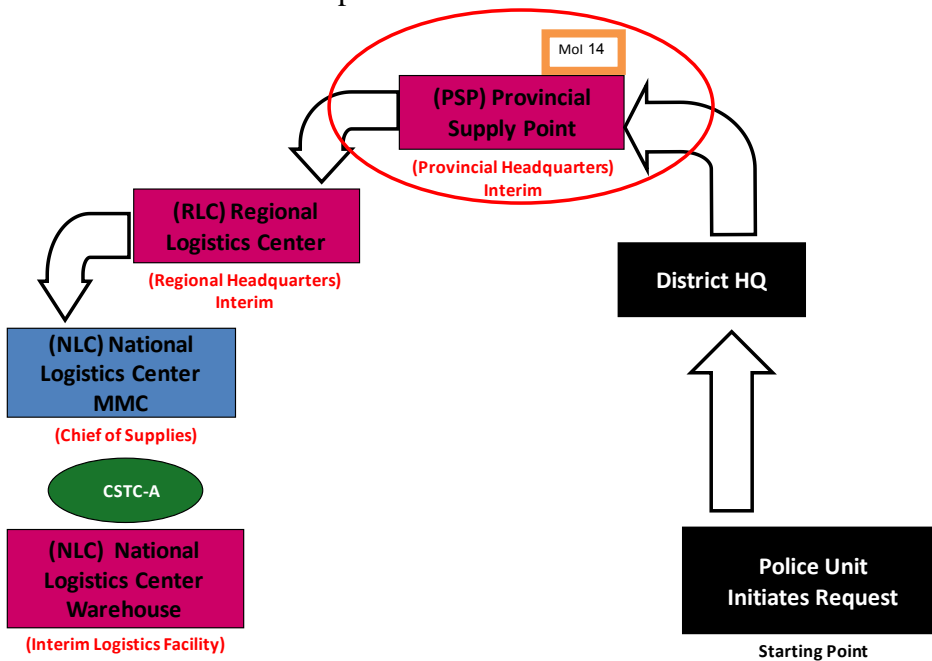 MoI 14
(PSP) Provincial
Supply Point
(Provincial Headquarters)
Interim
(RLC) Regional
Logistics Center
(Regional Headquarters)
Interim
District HQ
(NLC) National
Logistics Center
MMC
(Chief of Supplies)
CSTC-A
(NLC) National
Logistics Center
Warehouse
(Interim Logistics Facility)
Police Unit
Initiates Request
Starting Point